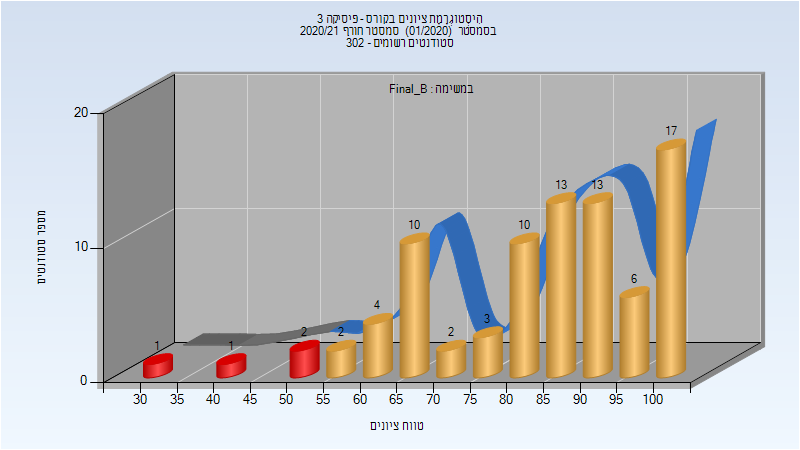 היסטוגרמת ציונים בקורס - פיסיקה 3
בסמסטר (01/2020) סמסטר חורף 2020/21
סטודנטים רשומים - 302
במשימה : Final_B
מספר סטודנטים
20
10
0
1
1
2
2
4
10
2
3
10
13
13
6
17
30 35 40 45 50 55 60 65 70 75 80 85 90 95 100
טווח ציונים